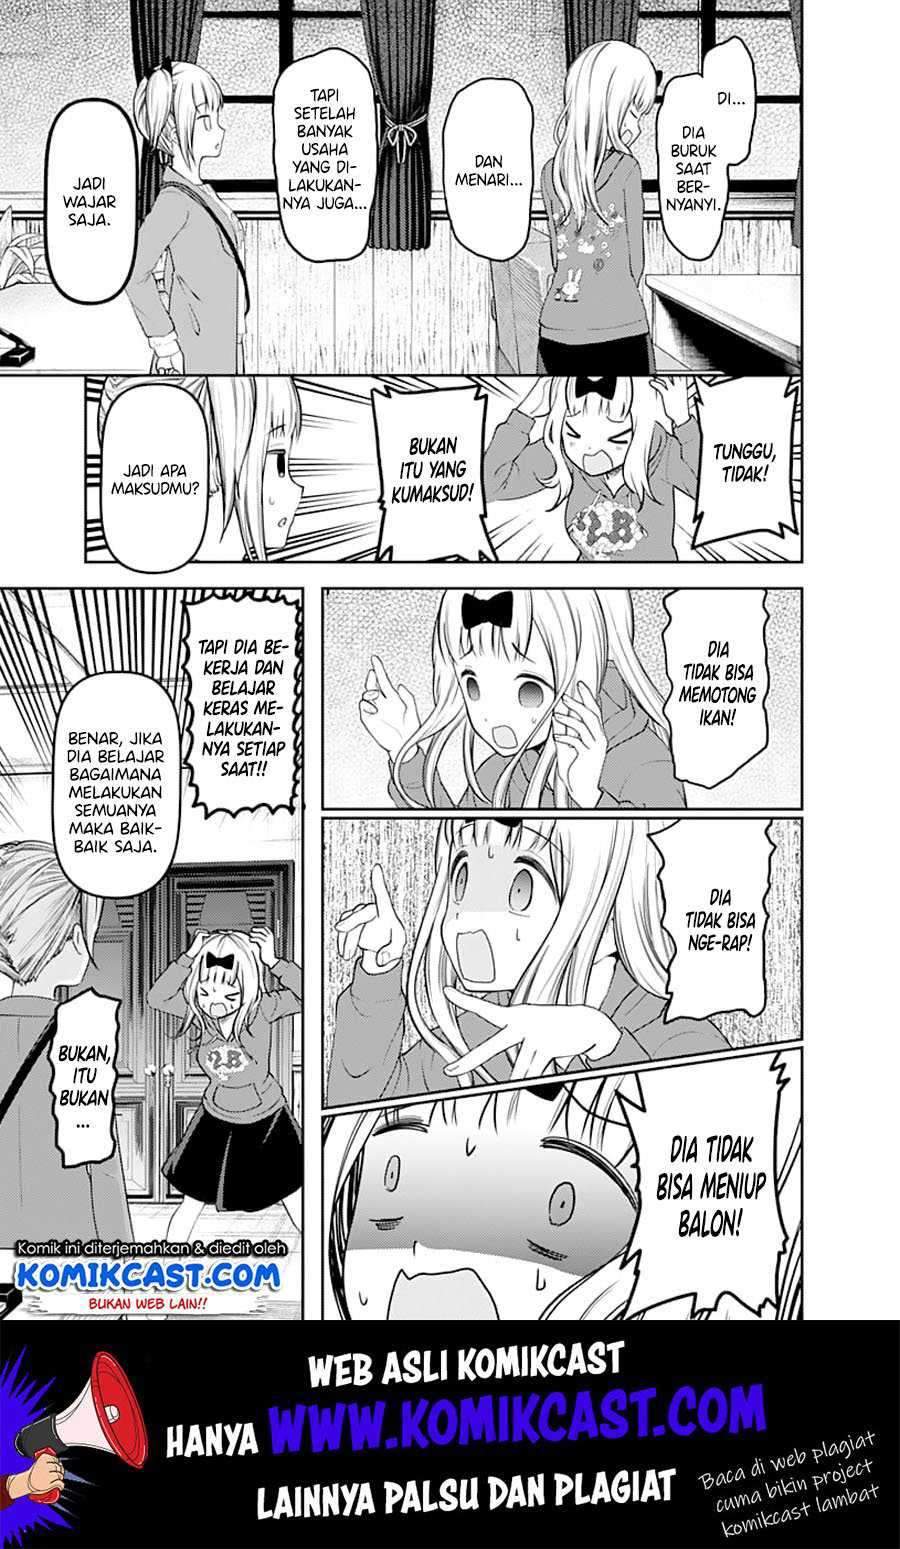 DI...
DIA
BURUK
SAAT
BER-
NYANYI.
DAN
MENARI...
TAPI
SETELAH
BANYAK
USAHA
YANG DI-
LAKUKAN-
NYA JUGA...
JADI
WAJAR
SAJA.
TUNGGU,
TIDAK!
BUKAN
ITU YANG
KUMAKSUD!
JADI APA
MAKSUDMU?
28
DIA
TIDAK BISA
MEMOTONG
IKAN!
DIA
TIDAK BISA
NGE-RAP!
DIA TIDAK
BISA MENIUP
BALON!
TAPI DIA BE-
KERJA DAN
BELAJAR
KERAS ME-
LAKUKAN-
NYA SETIAP
SAAT!!
BENAR, JIKA
DIA BELAJAR
BAGAIMANA
MELAKUKAN
SEMUANYA
MAKA BAIK-
BAIK SAJA.
28
BUKAN,
ITU
BUKAN
...
Komik ini diterjemahkan & diedit oleh
KOMIKCAST.COM
BUKAN WEB LAIN!!
WEB ASLI KOMIKCAST
HANYA WWW.KOMIKCAST.COM
LAINNYA PALSU DAN PLAGIAT
Baca di web plagiat
cuma bikin project
komikcast lambat